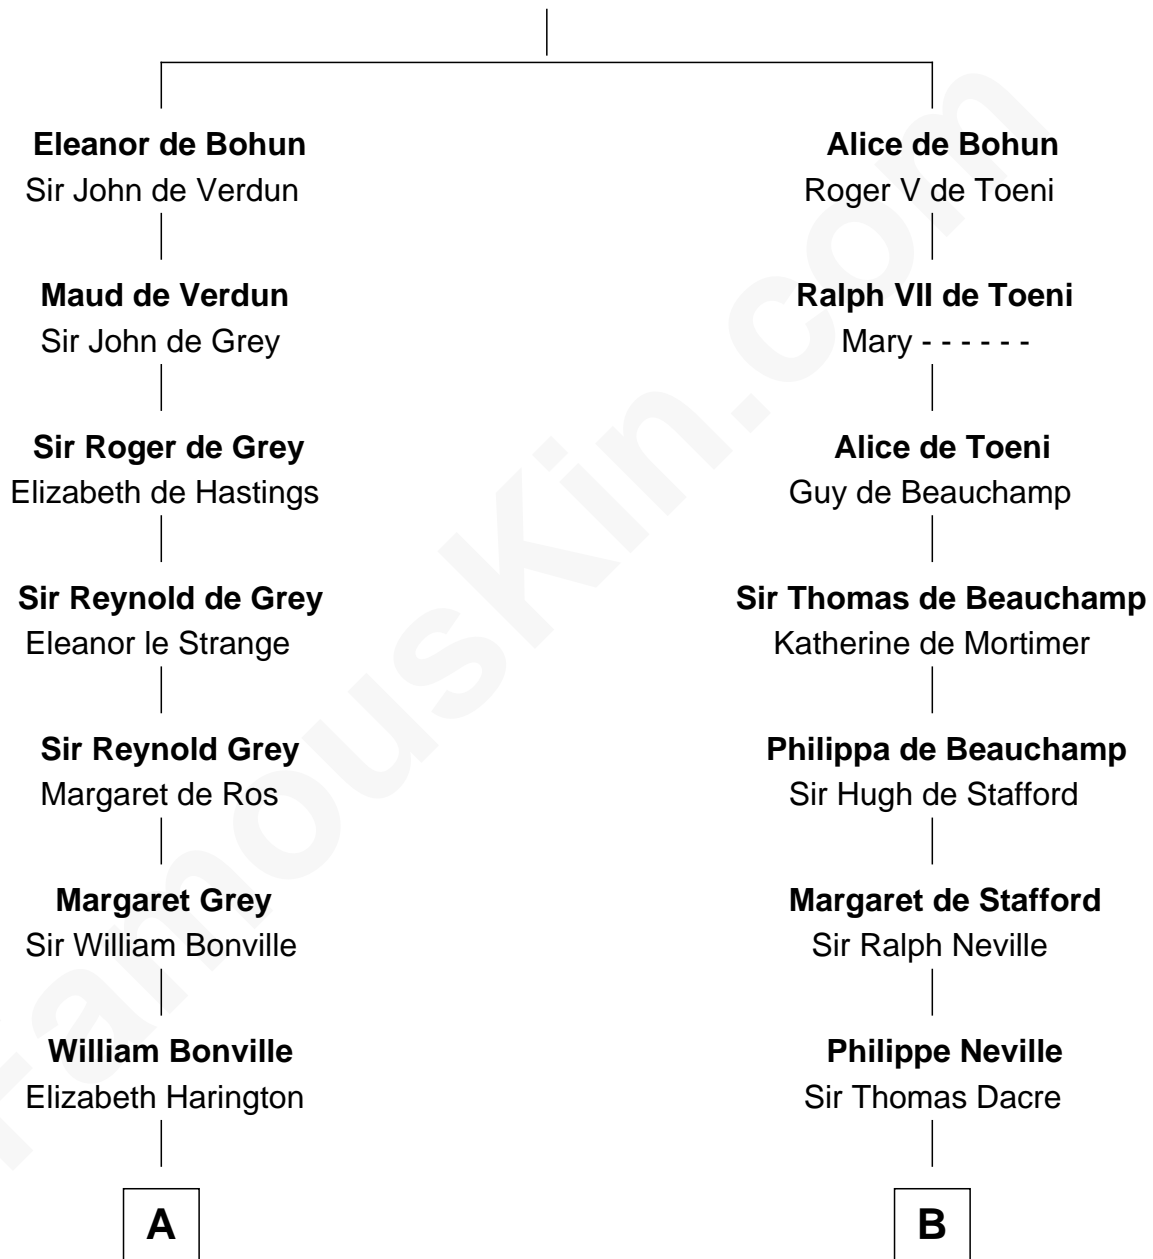 Eleanor de Bohun
Sir John de Verdun
Maud de Verdun
Sir John de Grey
Sir Roger de Grey
Elizabeth de Hastings
Sir Reynold de Grey
Eleanor le Strange
Sir Reynold Grey
Margaret de Ros
Margaret Grey
Sir William Bonville
William Bonville
Elizabeth Harington
A
Alice de Bohun
Roger V de Toeni
Ralph VII de Toeni
Mary - - - - - -
Alice de Toeni
Guy de Beauchamp
Sir Thomas de Beauchamp
Katherine de Mortimer
Philippa de Beauchamp
Sir Hugh de Stafford
Margaret de Stafford
Sir Ralph Neville
Philippe Neville
Sir Thomas Dacre
B
FamousKin.com